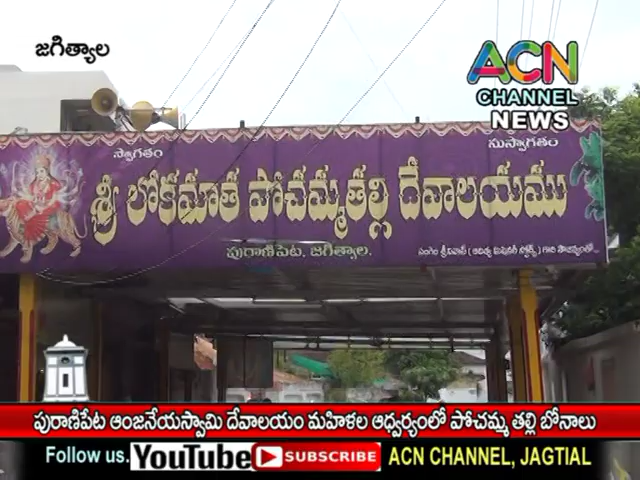 జగిత్యాల
ACN
CHANNEL
NEWS
స్వాగతం
సుస్వాగతం
శ్రీ లోకమాత పోచమ్మతల్లి దేవాలయము
పురాణిపేట, జగిత్యాల.
సంగెం శ్రీనివాస్ గారి సౌజన్యంతో..
పురాణిపేట ఆంజనేయస్వామి దేవాలయం మహిళల ఆధ్వర్యంలో పోచమ్మ తల్లి బోనాలు
Follow us. YouTube SUBSCRIBE ACN CHANNEL, JAGTIAL